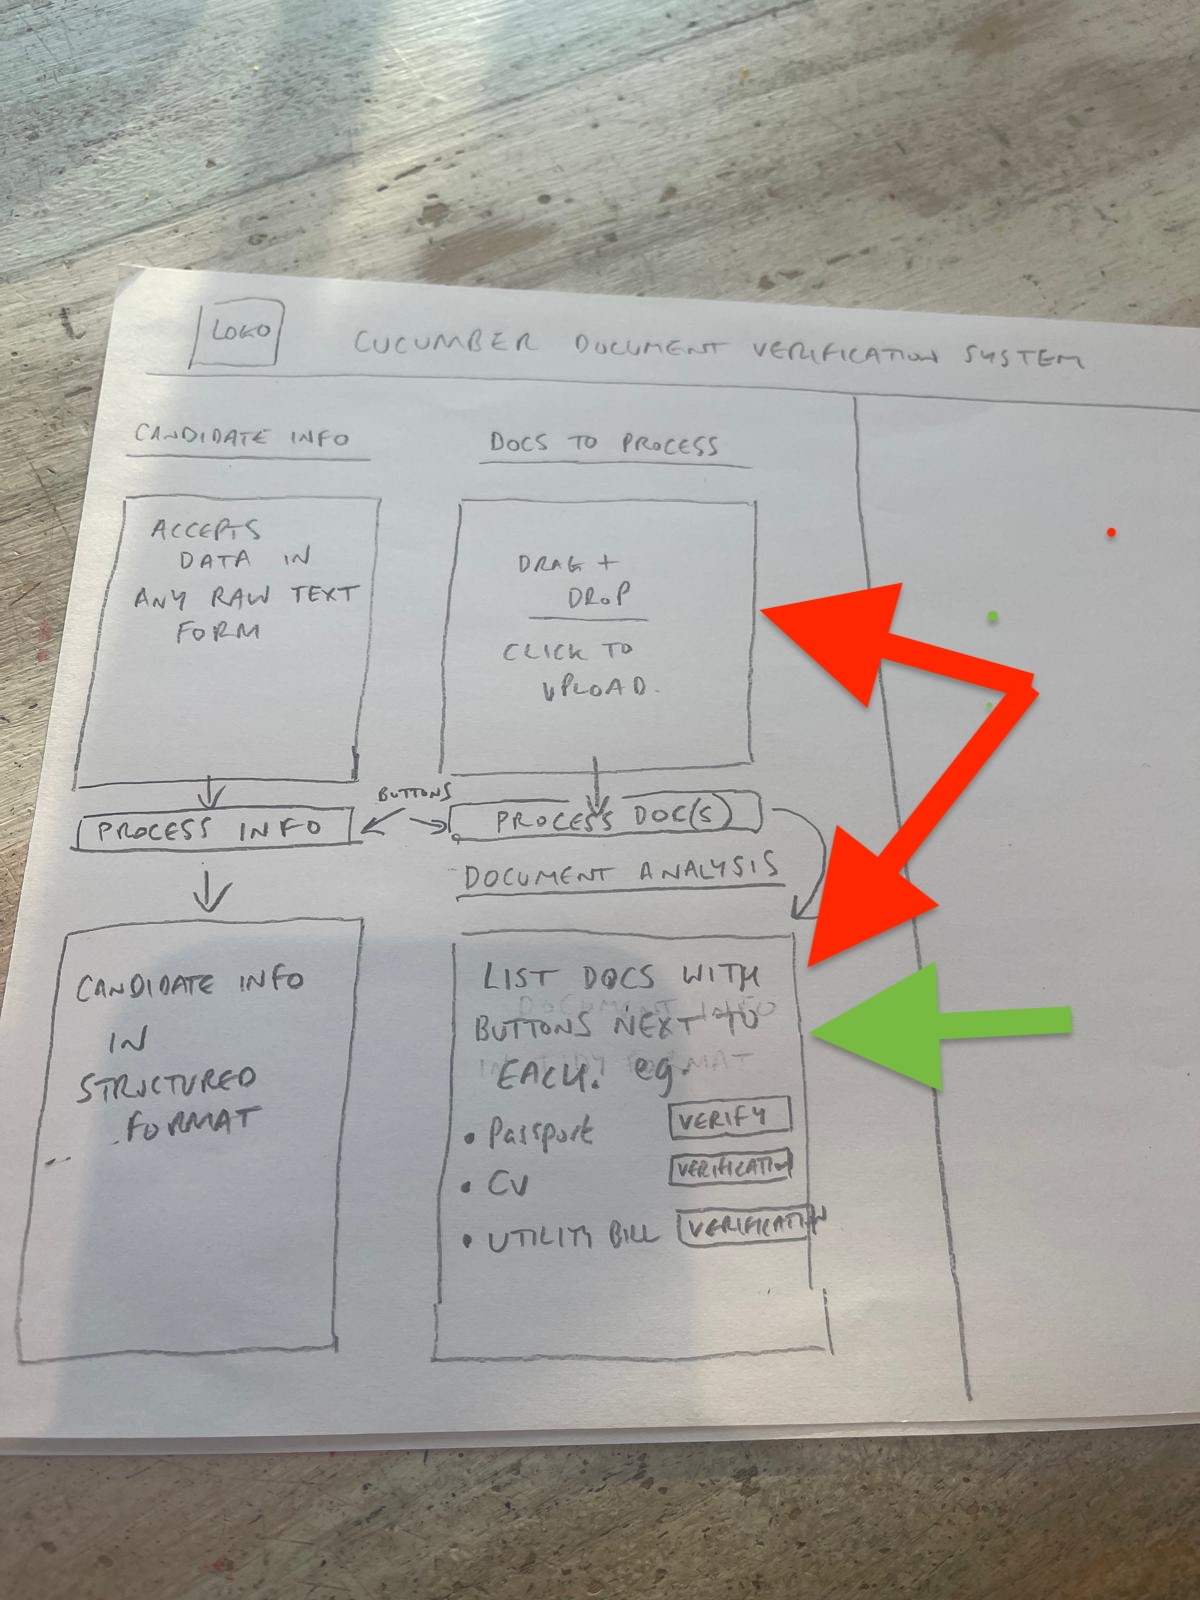 LOGO
CUCUMBER DOCUMENT VERIFICATION SYSTEM
CANDIDATE INFO
ACCEPTS
DATA IN
ANY RAW TEXT
FORM
BUTTONS
PROCESS INFO
CANDIDATE INFO
IN
STRUCTURED
FORMAT
DOCS TO PROCESS
DRAG +
DROP
CLICK TO
UPLOAD.
PROCESS DOC(S)
DOCUMENT ANALYSIS
LIST DOCS WITH
DOCUMENT INFO
BUTTONS NEXT TO
EACH. eg.
FORMAT
• Passport VERIFY
• CV VERIFICATION
• UTILITY BILL VERIFICATION